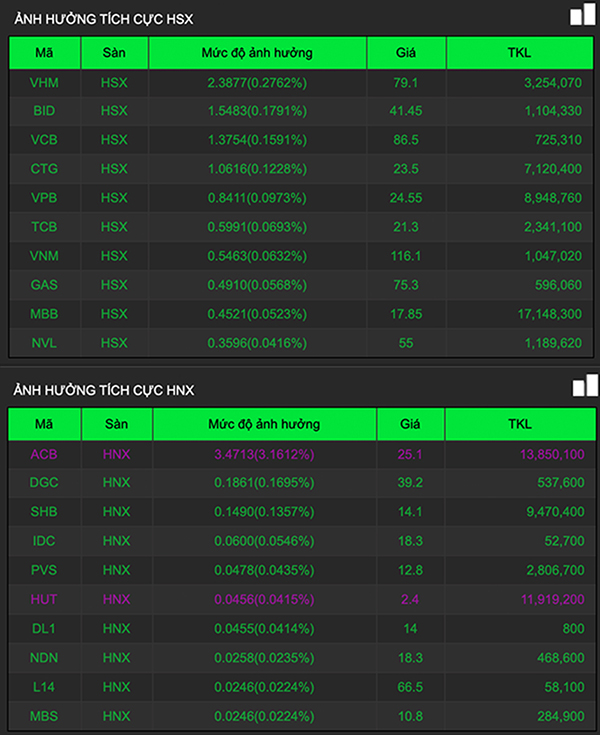 ẢNH HƯỞNG TÍCH CỰC HSX
Mã Sàn Mức độ ảnh hưởng Giá TKL
VHM HSX 2.3877(0.2762%) 79.1 3,254,070
BID HSX 1.5483(0.1791%) 41.45 1,104,330
VCB HSX 1.3754(0.1591%) 86.5 725,310
CTG HSX 1.0616(0.1228%) 23.5 7,120,400
VPB HSX 0.8411(0.0973%) 24.55 8,948,760
TCB HSX 0.5991(0.0693%) 21.3 2,341,100
VNM HSX 0.5463(0.0632%) 116.1 1,047,020
GAS HSX 0.4910(0.0568%) 75.3 596,060
MBB HSX 0.4521(0.0523%) 17.85 17,148,300
NVL HSX 0.3596(0.0416%) 55 1,189,620
ẢNH HƯỞNG TÍCH CỰC HNX
Mã Sàn Mức độ ảnh hưởng Giá TKL
ACB HNX 3.4713(3.1612%) 25.1 13,850,100
DGC HNX 0.1861(0.1695%) 39.2 537,600
SHB HNX 0.1490(0.1357%) 14.1 9,470,400
IDC HNX 0.0600(0.0546%) 18.3 52,700
PVS HNX 0.0478(0.0435%) 12.8 2,806,700
HUT HNX 0.0456(0.0415%) 2.4 11,919,200
DL1 HNX 0.0455(0.0414%) 14 800
NDN HNX 0.0258(0.0235%) 18.3 468,600
L14 HNX 0.0246(0.0224%) 66.5 58,100
MBS HNX 0.0246(0.0224%) 10.8 284,900